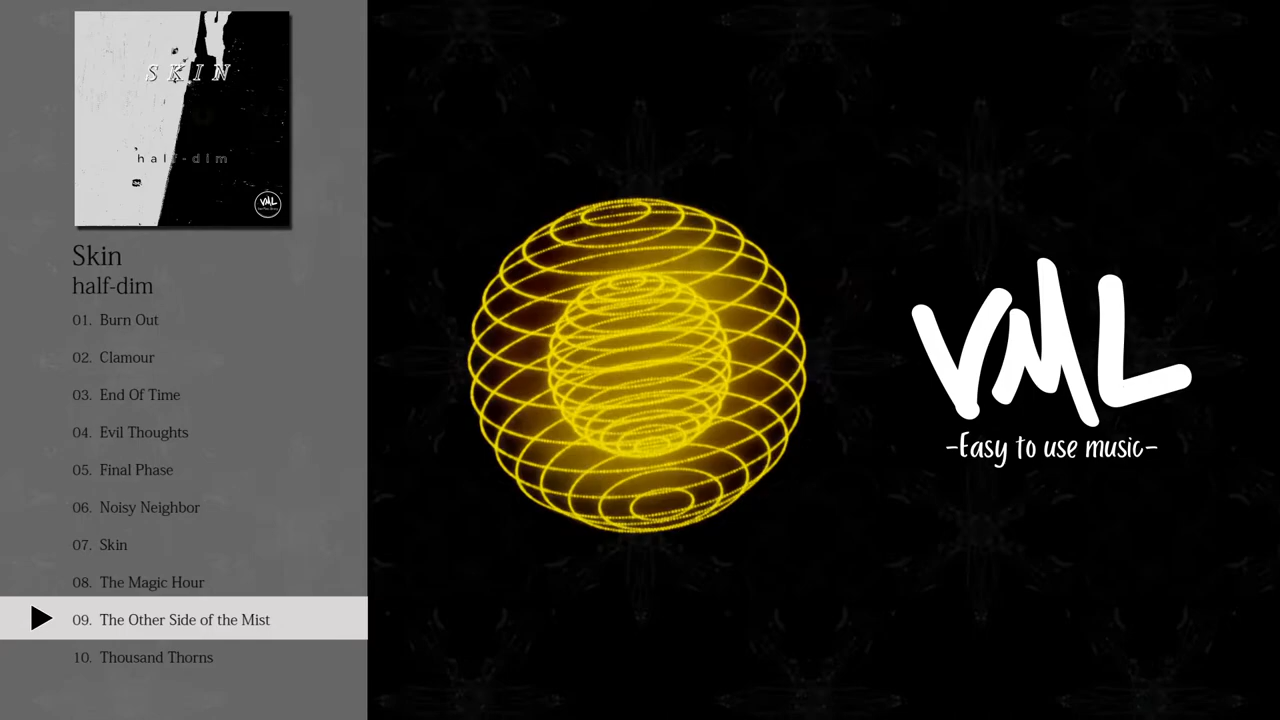 SKIN
half-dim
VML
Skin
half-dim
01. Burn Out
02. Clamour
03. End Of Time
04. Evil Thoughts
05. Final Phase
06. Noisy Neighbor
07. Skin
08. The Magic Hour
09. The Other Side of the Mist
10. Thousand Thorns
VML
-Easy to use music-